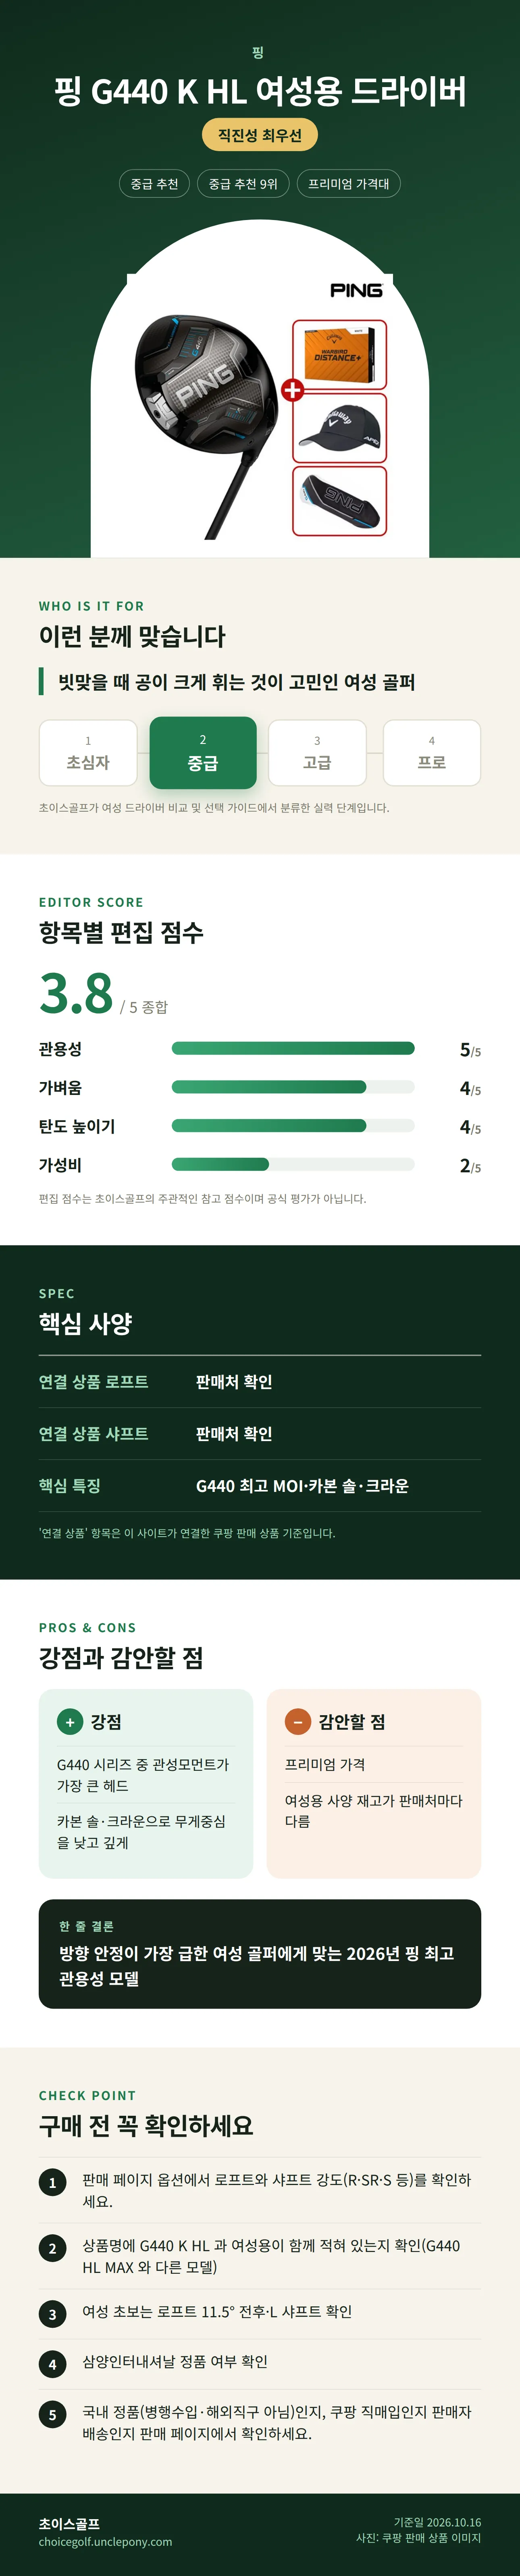 핑
핑 G440 K HL 여성용 드라이버
직진성 최우선
중급 추천
중급 추천 9위
프리미엄 가격대
PING
Callaway
WARBIRD
DISTANCE+
PING
Callaway
PING
WHO IS IT FOR
이런 분께 맞습니다
빗맞을 때 공이 크게 휘는 것이 고민인 여성 골퍼
1
초심자
2
중급
3
고급
4
프로
초이스골프가 여성 드라이버 비교 및 선택 가이드에서 분류한 실력 단계입니다.
EDITOR SCORE
항목별 편집 점수
3.8 / 5 종합
관용성 5/5
가벼움 4/5
탄도 높이기 4/5
가성비 2/5
편집 점수는 초이스골프의 주관적인 참고 점수이며 공식 평가가 아닙니다.
SPEC
핵심 사양
연결 상품 로프트 판매처 확인
연결 상품 샤프트 판매처 확인
핵심 특징 G440 최고 MOI·카본 솔·크라운
'연결 상품' 항목은 이 사이트가 연결한 쿠팡 판매 상품 기준입니다.
PROS & CONS
강점과 감안할 점
+ 강점
G440 시리즈 중 관성모먼트가
가장 큰 헤드
카본 솔·크라운으로 무게중심
을 낮고 깊게
− 감안할 점
프리미엄 가격
여성용 사양 재고가 판매처마다
다름
한 줄 결론
방향 안정이 가장 급한 여성 골퍼에게 맞는 2026년 핑 최고
관용성 모델
CHECK POINT
구매 전 꼭 확인하세요
1 판매 페이지 옵션에서 로프트와 샤프트 강도(R·SR·S 등)를 확인하
세요.
2 상품명에 G440 K HL 과 여성용이 함께 적혀 있는지 확인(G440
HL MAX 와 다른 모델)
3 여성 초보는 로프트 11.5° 전후·L 샤프트 확인
4 삼양인터내셔날 정품 여부 확인
5 국내 정품(병행수입·해외직구 아님)인지, 쿠팡 직매입인지 판매자
배송인지 판매 페이지에서 확인하세요.
초이스골프
choicegolf.unclepony.com
기준일 2026.10.16
사진: 쿠팡 판매 상품 이미지